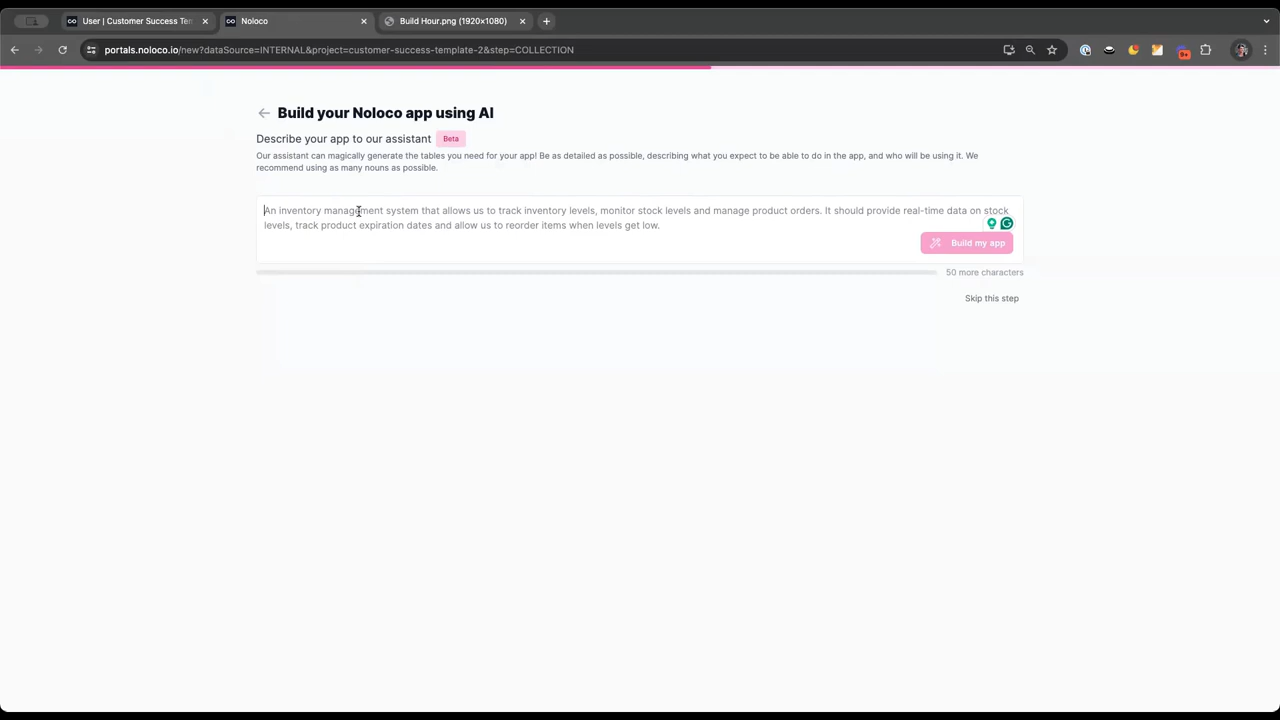 User | Customer Success Tem
Noloco
Build Hour.png (1920×1080)
portals.noloco.io/new?dataSource=INTERNAL&project=customer-success-template-2&step=COLLECTION
9+
Build your Noloco app using AI
Describe your app to our assistant Beta
Our assistant can magically generate the tables you need for your app! Be as detailed as possible, describing what you expect to be able to do in the app, and who will be using it. We
recommend using as many nouns as possible.
An inventory management system that allows us to track inventory levels, monitor stock levels and manage product orders. It should provide real-time data on stock
levels, track product expiration dates and allow us to reorder items when levels get low.
Build my app
50 more characters
Skip this step